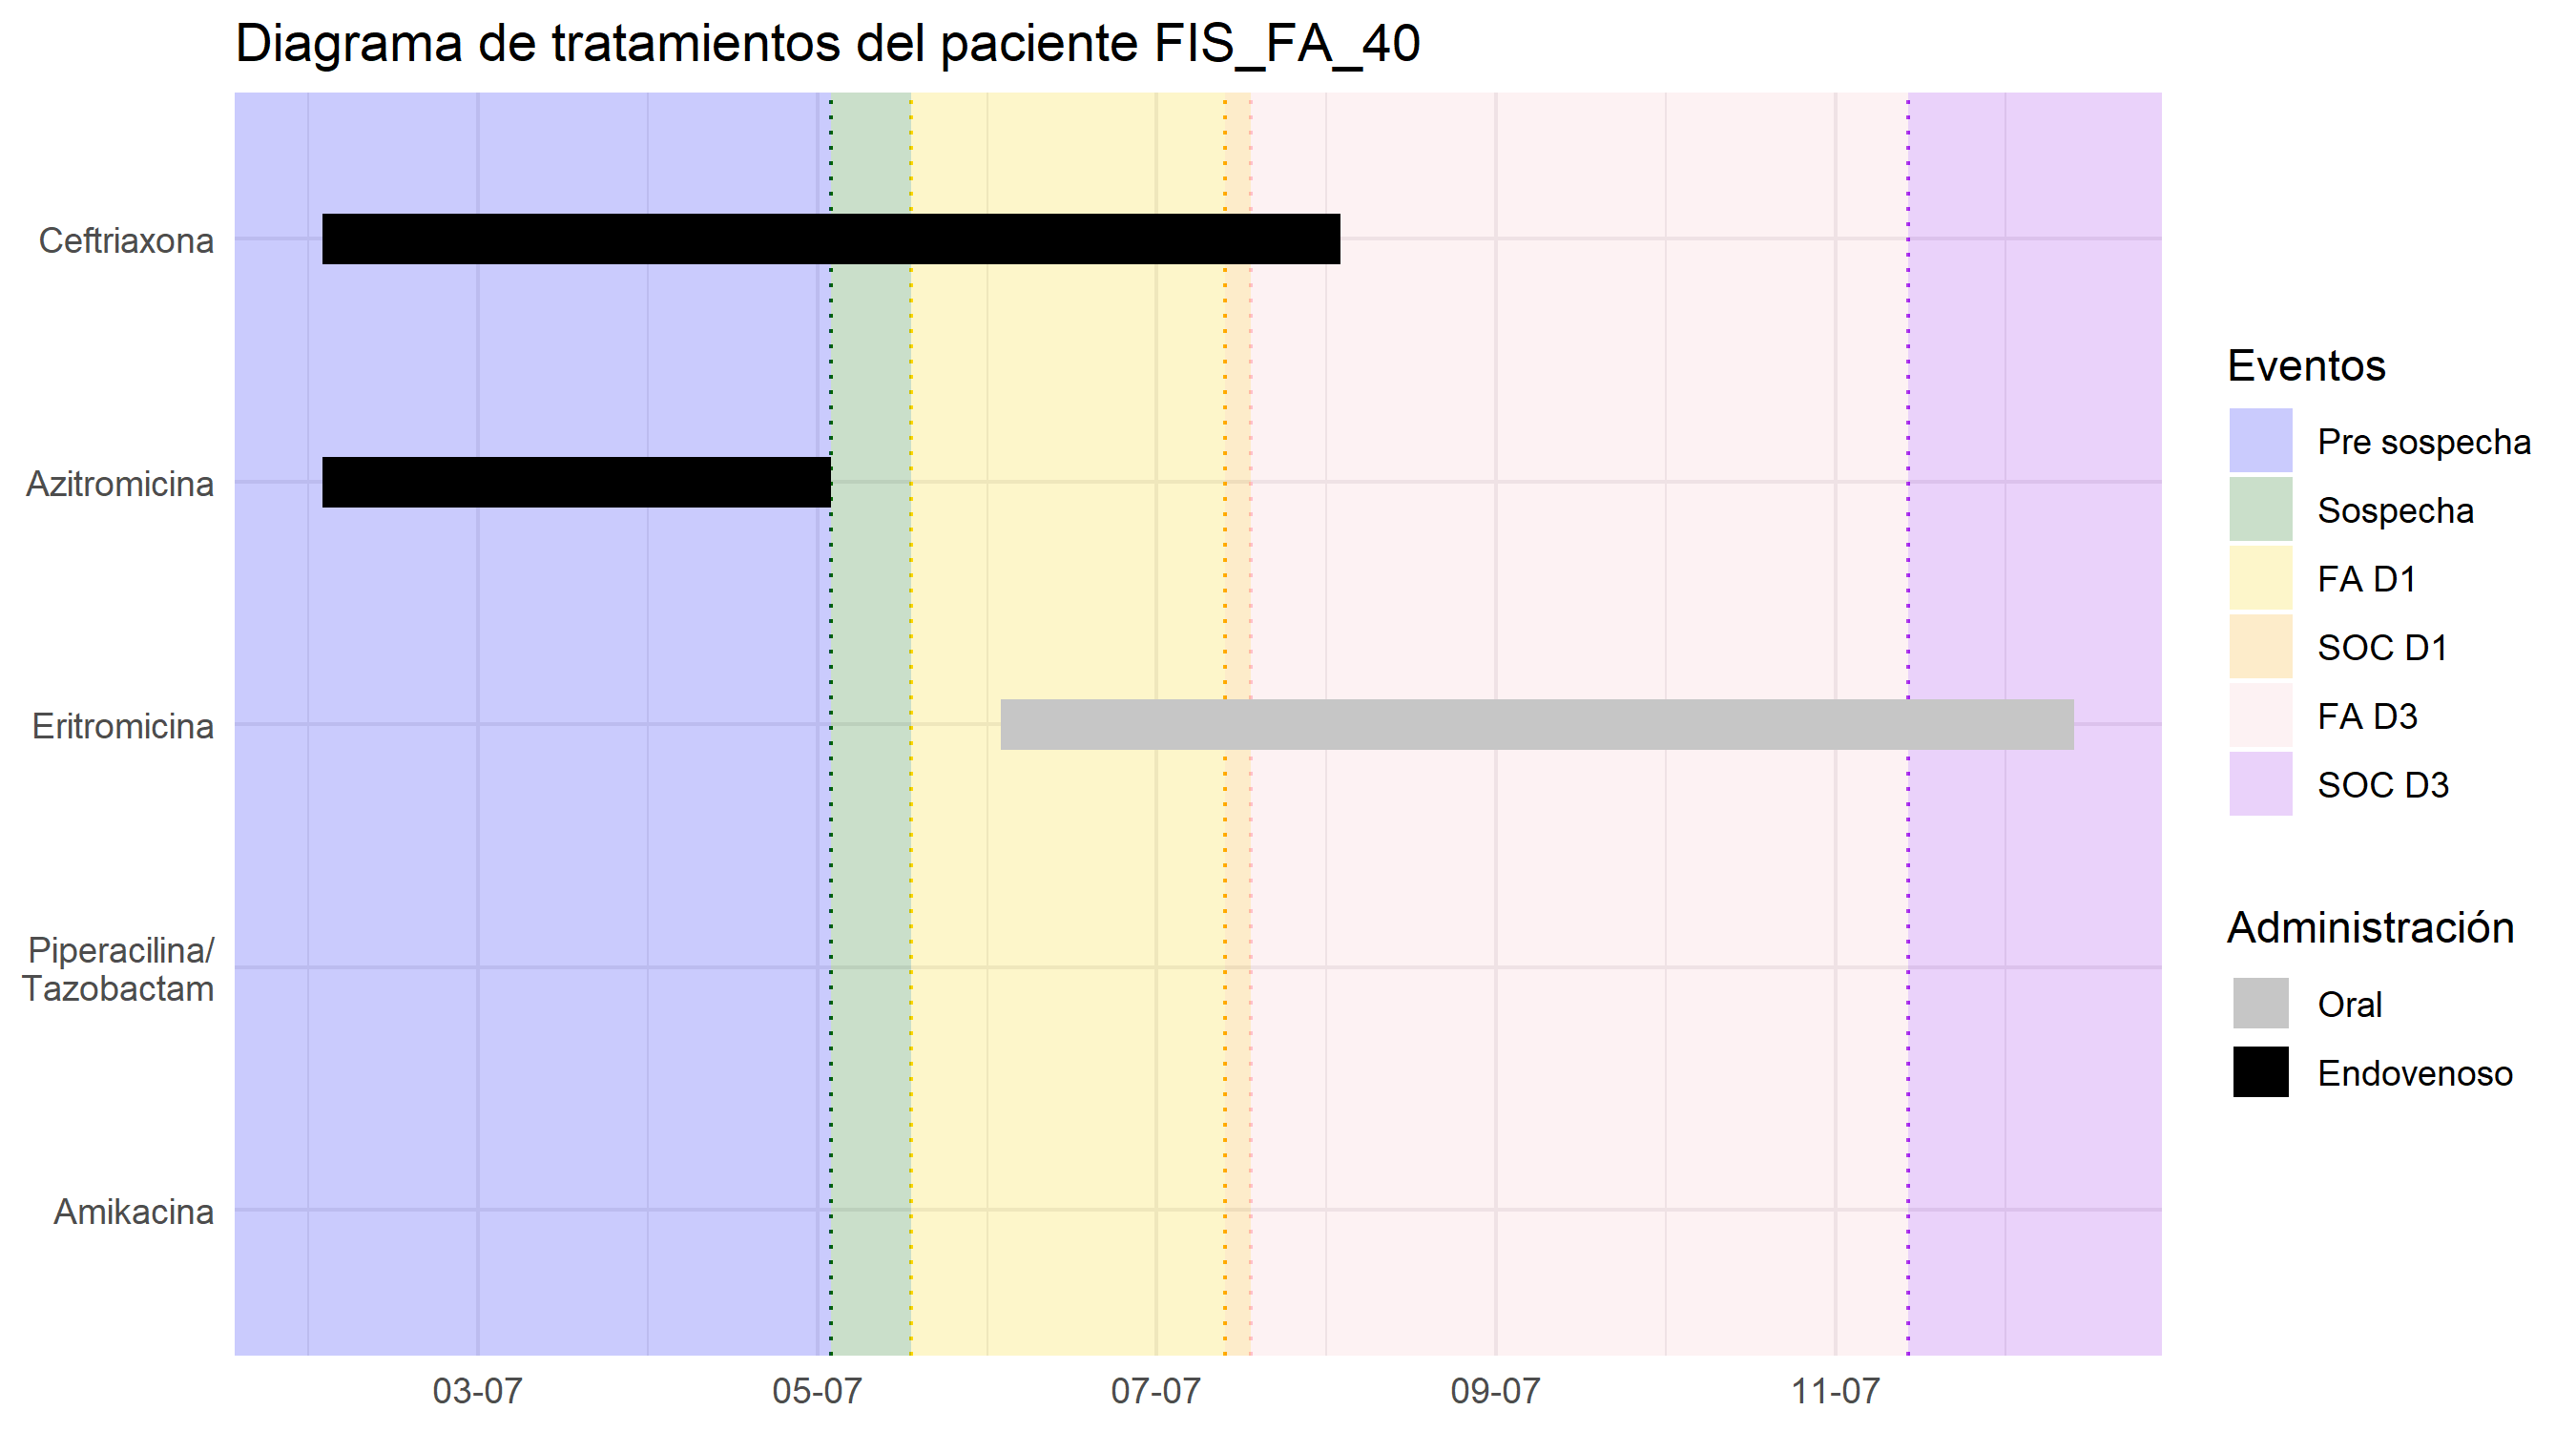 Diagrama de tratamientos del paciente FIS_FA_40
Ceftriaxona
Azitromicina
Eritromicina
Piperacilina/
Tazobactam
Amikacina
03-07
05-07
07-07
09-07
11-07
Eventos
Pre sospecha
Sospecha
FA D1
SOC D1
FA D3
SOC D3
Administración
Oral
Endovenoso